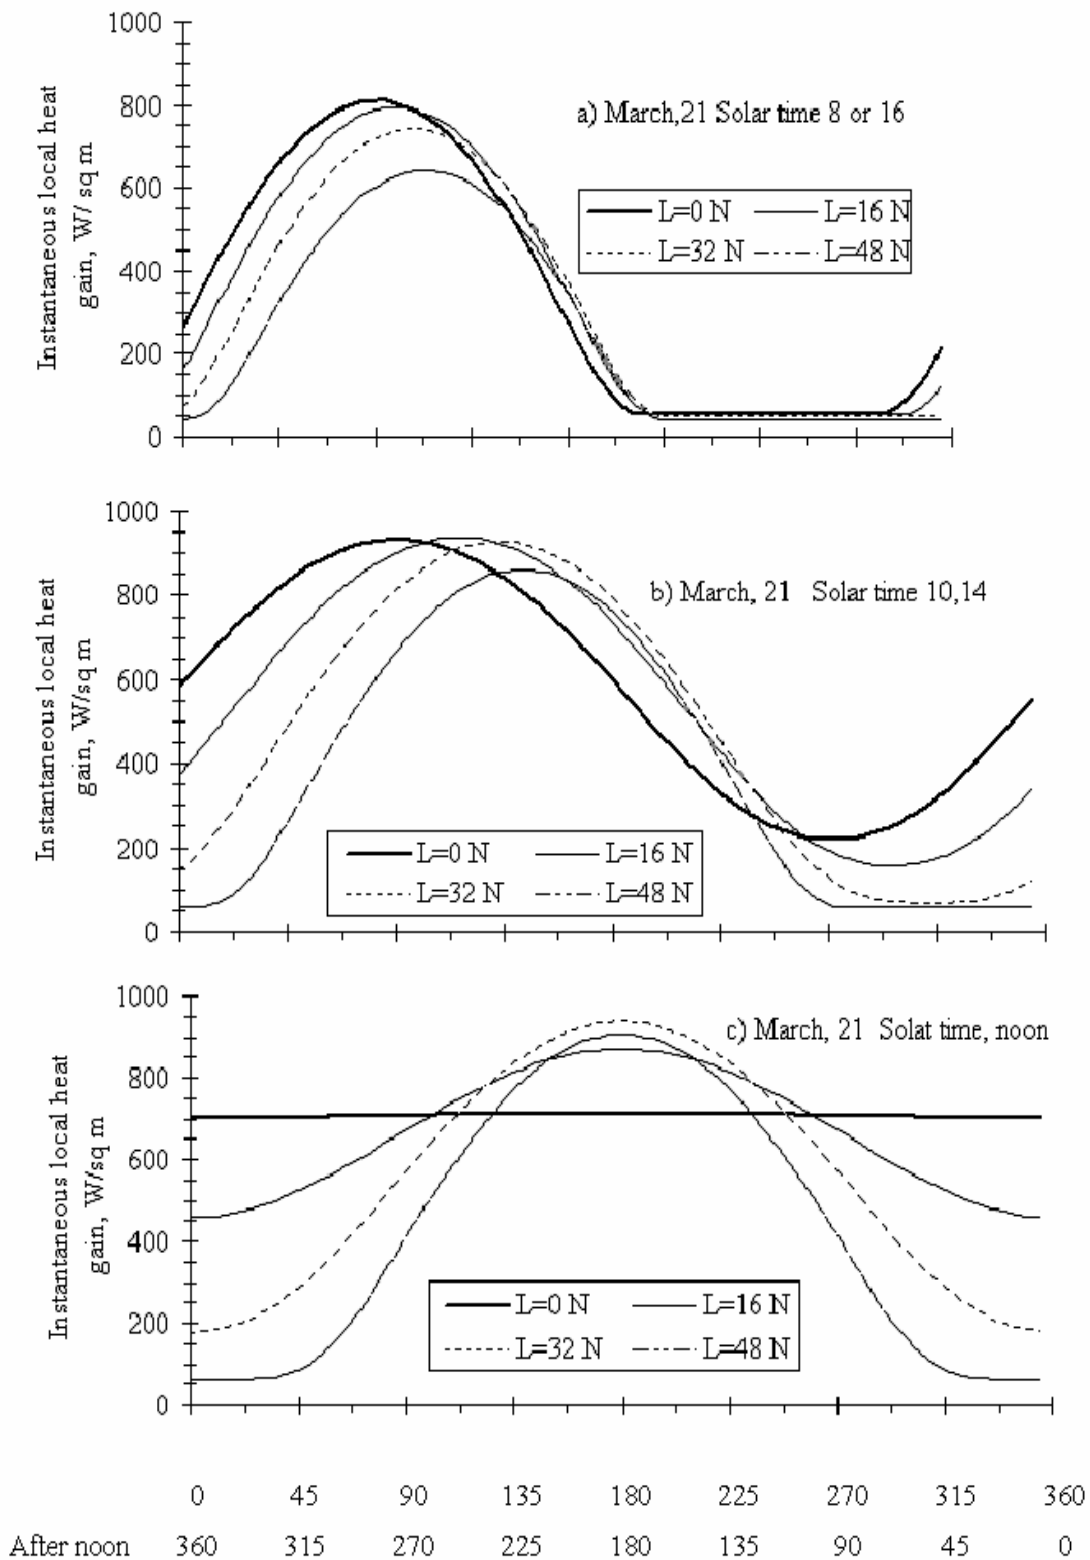 1000
800
600
400
200
0
Instantaneous local heat
gain, W/ sq m
a) March,21 Solar time 8 or 16
L=0 N L=16 N
L=32 N L=48 N
1000
800
600
400
200
0
Instantaneous local heat
gain, W/sq m
b) March, 21 Solar time 10,14
L=0 N L=16 N
L=32 N L=48 N
1000
800
600
400
200
0
Instantaneous local heat
gain, W/sq m
c) March, 21 Solat time, noon
L=0 N L=16 N
L=32 N L=48 N
0 45 90 135 180 225 270 315 360
After noon 360 315 270 225 180 135 90 45 0